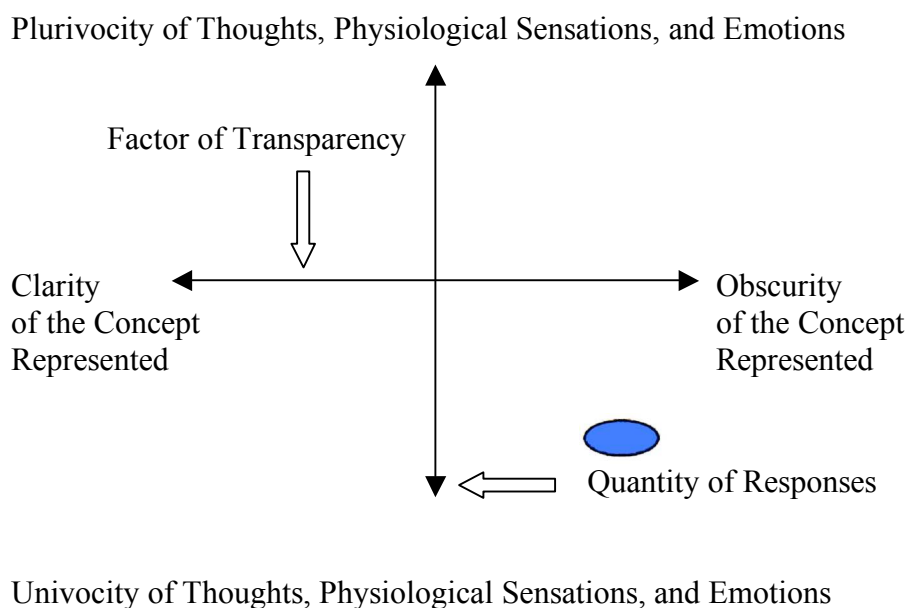 Plurivocity of Thoughts, Physiological Sensations, and Emotions
Factor of Transparency
Clarity
of the Concept
Represented
Obscurity
of the Concept
Represented
Quantity of Responses
Univocity of Thoughts, Physiological Sensations, and Emotions